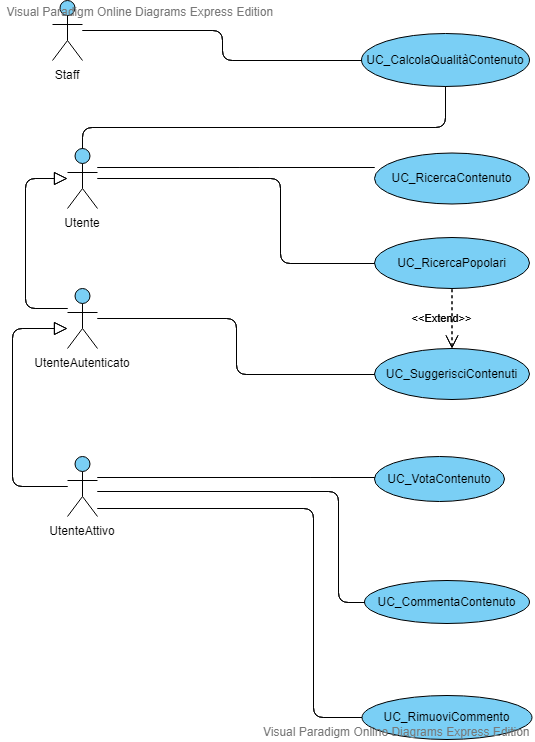 Visual Paradigm Online Diagrams Express Edition
Staff
UC_CalcolaQualitàContenuto
Utente
UC_RicercaContenuto
UC_RicercaPopolari
<<Extend>>
UtenteAutenticato
UC_SuggerisciContenuti
UtenteAttivo
UC_VotaContenuto
UC_CommentaContenuto
UC_RimuoviCommento
Visual Paradigm Online Diagrams Express Edition